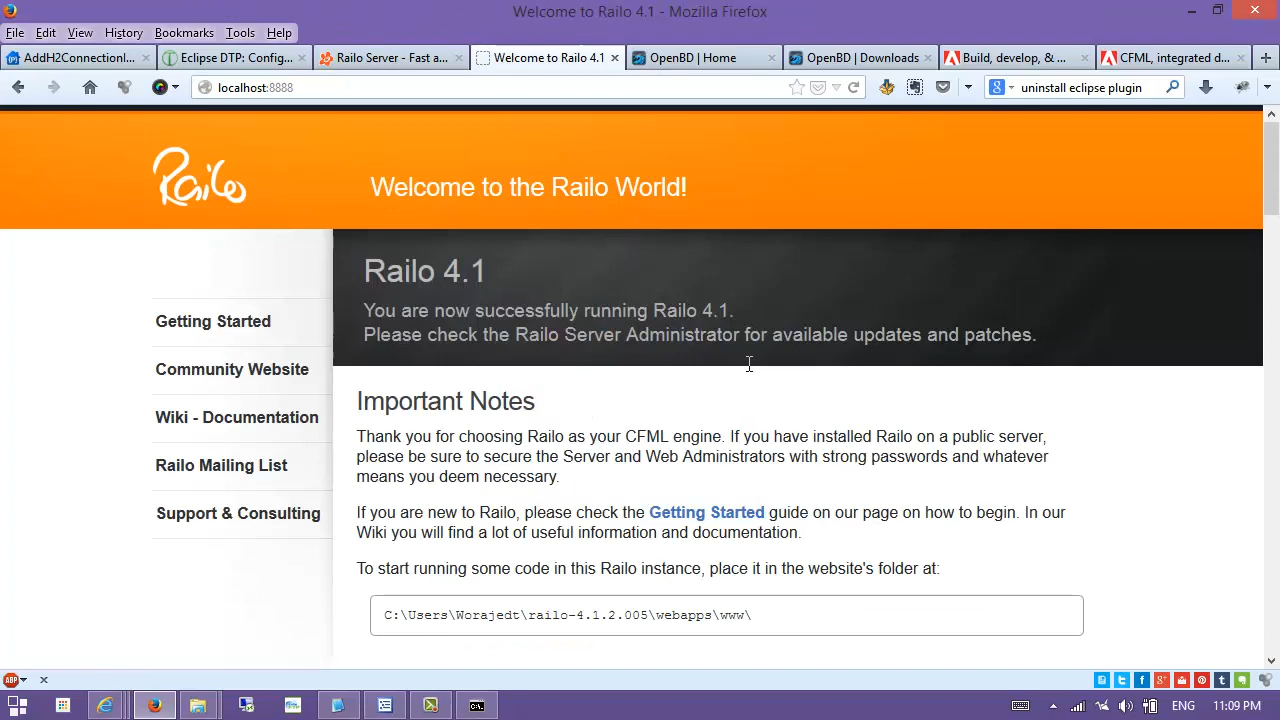 Welcome to Railo 4.1 - Mozilla Firefox
File Edit View History Bookmarks Tools Help
AddH2ConnectionI...
Eclipse DTP: Config...
Railo Server - Fast a...
Welcome to Railo 4.1
OpenBD | Home
OpenBD | Downloads
Build, develop, & ...
CFML, integrated d...
localhost:8888
uninstall eclipse plugin
Railo
Welcome to the Railo World!
Railo 4.1
You are now successfully running Railo 4.1.
Please check the Railo Server Administrator for available updates and patches.
Getting Started
Community Website
Wiki - Documentation
Railo Mailing List
Support & Consulting
Important Notes
Thank you for choosing Railo as your CFML engine. If you have installed Railo on a public server,
please be sure to secure the Server and Web Administrators with strong passwords and whatever
means you deem necessary.
If you are new to Railo, please check the Getting Started guide on our page on how to begin. In our
Wiki you will find a lot of useful information and documentation.
To start running some code in this Railo instance, place it in the website's folder at:
C:\Users\Worajedt\railo-4.1.2.005\webapps\www\
ABP
ENG
11:09 PM